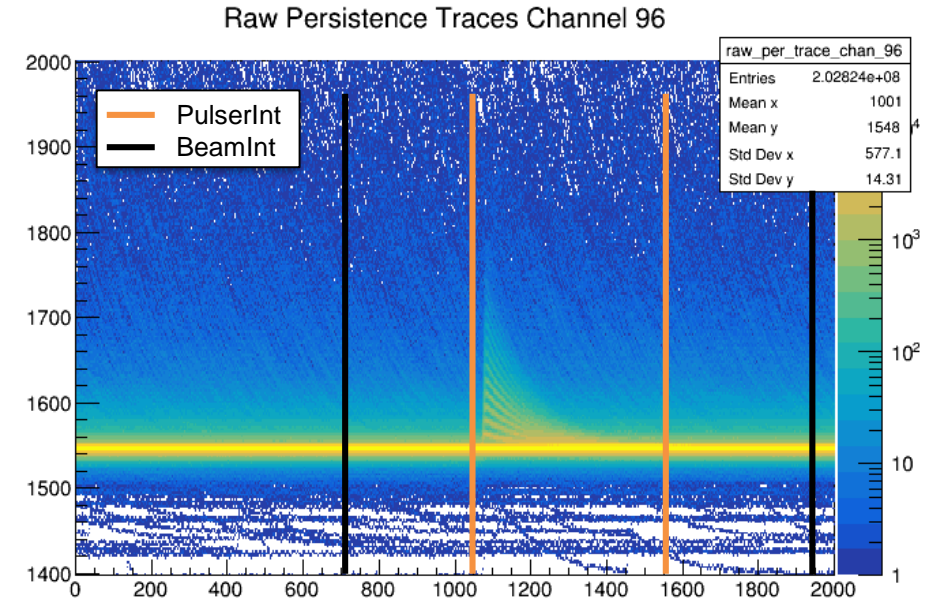 Raw Persistence Traces Channel 96
raw_per_trace_chan_96
Entries 2.02824e+08
Mean x 1001
Mean y 1548
Std Dev x 577.1
Std Dev y 14.31
PulserInt
BeamInt
2000
1900
1800
1700
1600
1500
1400
0 200 400 600 800 1000 1200 1400 1600 1800 2000
4
10³
10²
10
1